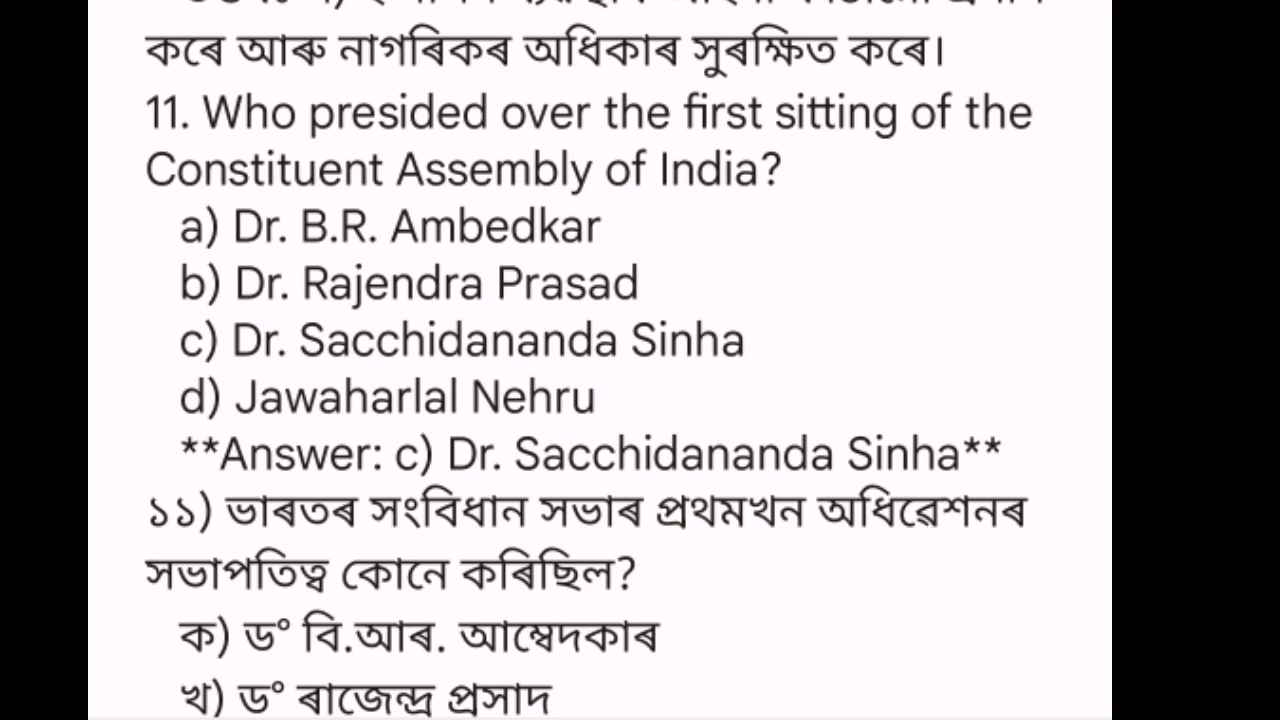 কৰে আৰু নাগৰিকৰ অধিকাৰ সুৰক্ষিত কৰে।
11. Who presided over the first sitting of the
Constituent Assembly of India?
a) Dr. B.R. Ambedkar
b) Dr. Rajendra Prasad
c) Dr. Sacchidananda Sinha
d) Jawaharlal Nehru
**Answer: c) Dr. Sacchidananda Sinha**
১১) ভাৰতৰ সংবিধান সভাৰ প্ৰথমখন অধিৱেশনৰ
সভাপতিত্ব কোনে কৰিছিল?
ক) ড° বি.আৰ. আম্বেদকাৰ
খ) ড° ৰাজেন্দ্ৰ প্ৰসাদ